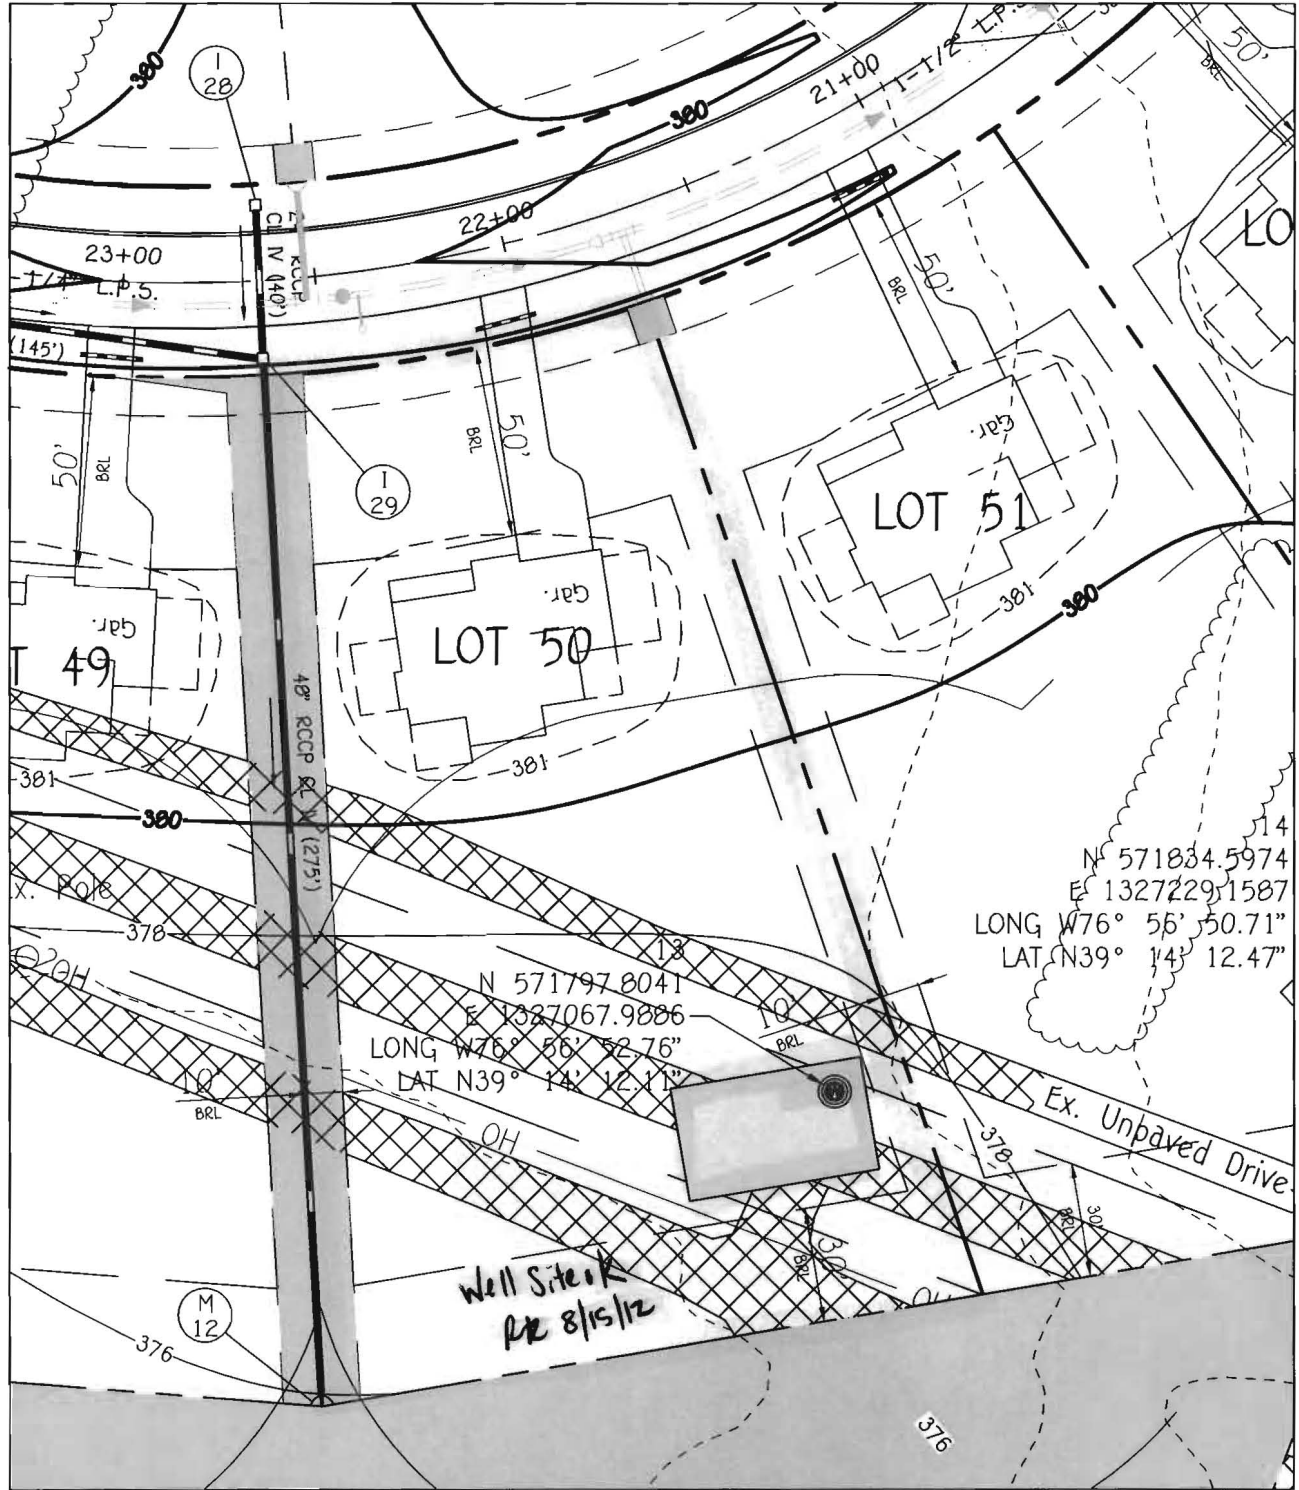 380
I
28
380
21+00
1-1/2" L.P.S.
50'
BRL
22+00
23+00
L.P.S.
RCCP
CL IV (40')
(145')
50'
BRL
50'
BRL
50'
BRL
I
29
Gar.
LOT 51
LO
381
380
Gar.
LOT 50
Gar.
T 49
381
381
380
48" RCCP CL IV (275')
x. Pole
378
14
N 571834.5974
E 1327229.1587
LONG W76° 56' 50.71"
LAT N39° 14' 12.47"
13
N 571797.8041
E 1327067.9886
LONG W76° 56' 52.76"
LAT N39° 14' 12.11"
10'
BRL
10'
BRL
W
OH
Ex. Unpaved Drive
378
30'
BRL
30'
BRL
OH
Well Site ok
RR 8/15/12
M
12
376
376